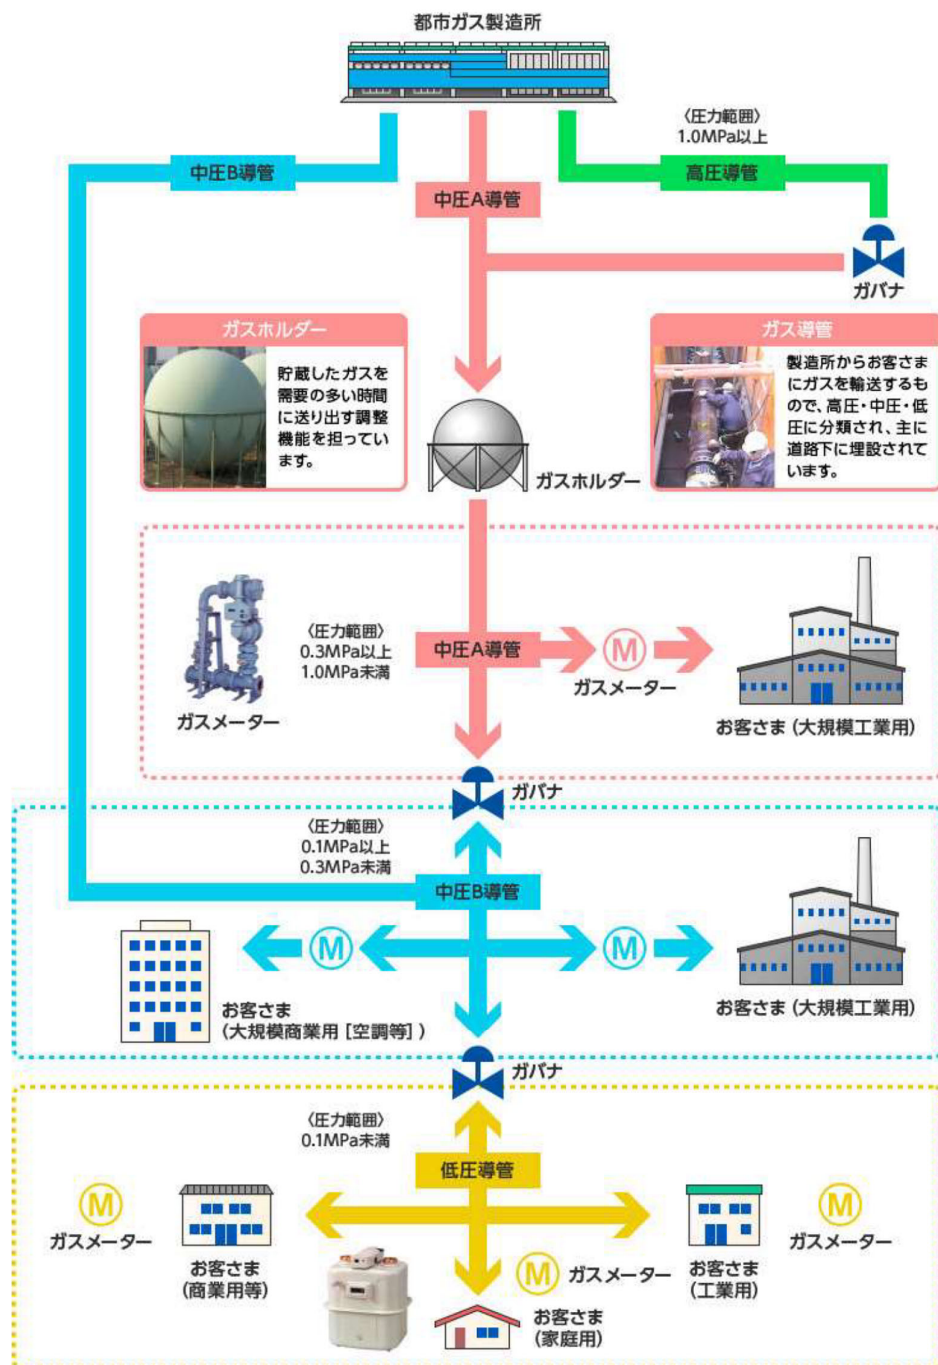 都市ガス製造所
〈圧力範囲〉
1.0MPa以上
中圧B導管
中圧A導管
高圧導管
ガバナ
ガスホルダー
貯蔵したガスを
需要の多い時間
に送り出す調整
機能を担ってい
ます。
ガス導管
製造所からお客さま
にガスを輸送するも
ので、高圧・中圧・低
圧に分類され、主に
道路下に埋設されて
います。
ガスホルダー
〈圧力範囲〉
0.3MPa以上
1.0MPa未満
中圧A導管
M
ガスメーター
ガスメーター
お客さま(大規模工業用)
ガバナ
〈圧力範囲〉
0.1MPa以上
0.3MPa未満
中圧B導管
M
M
お客さま
(大規模商業用[空調等])
お客さま(大規模工業用)
ガバナ
〈圧力範囲〉
0.1MPa未満
低圧導管
M
ガスメーター
お客さま
(商業用等)
M
ガスメーター
お客さま
(家庭用)
お客さま
(工業用)
M
ガスメーター